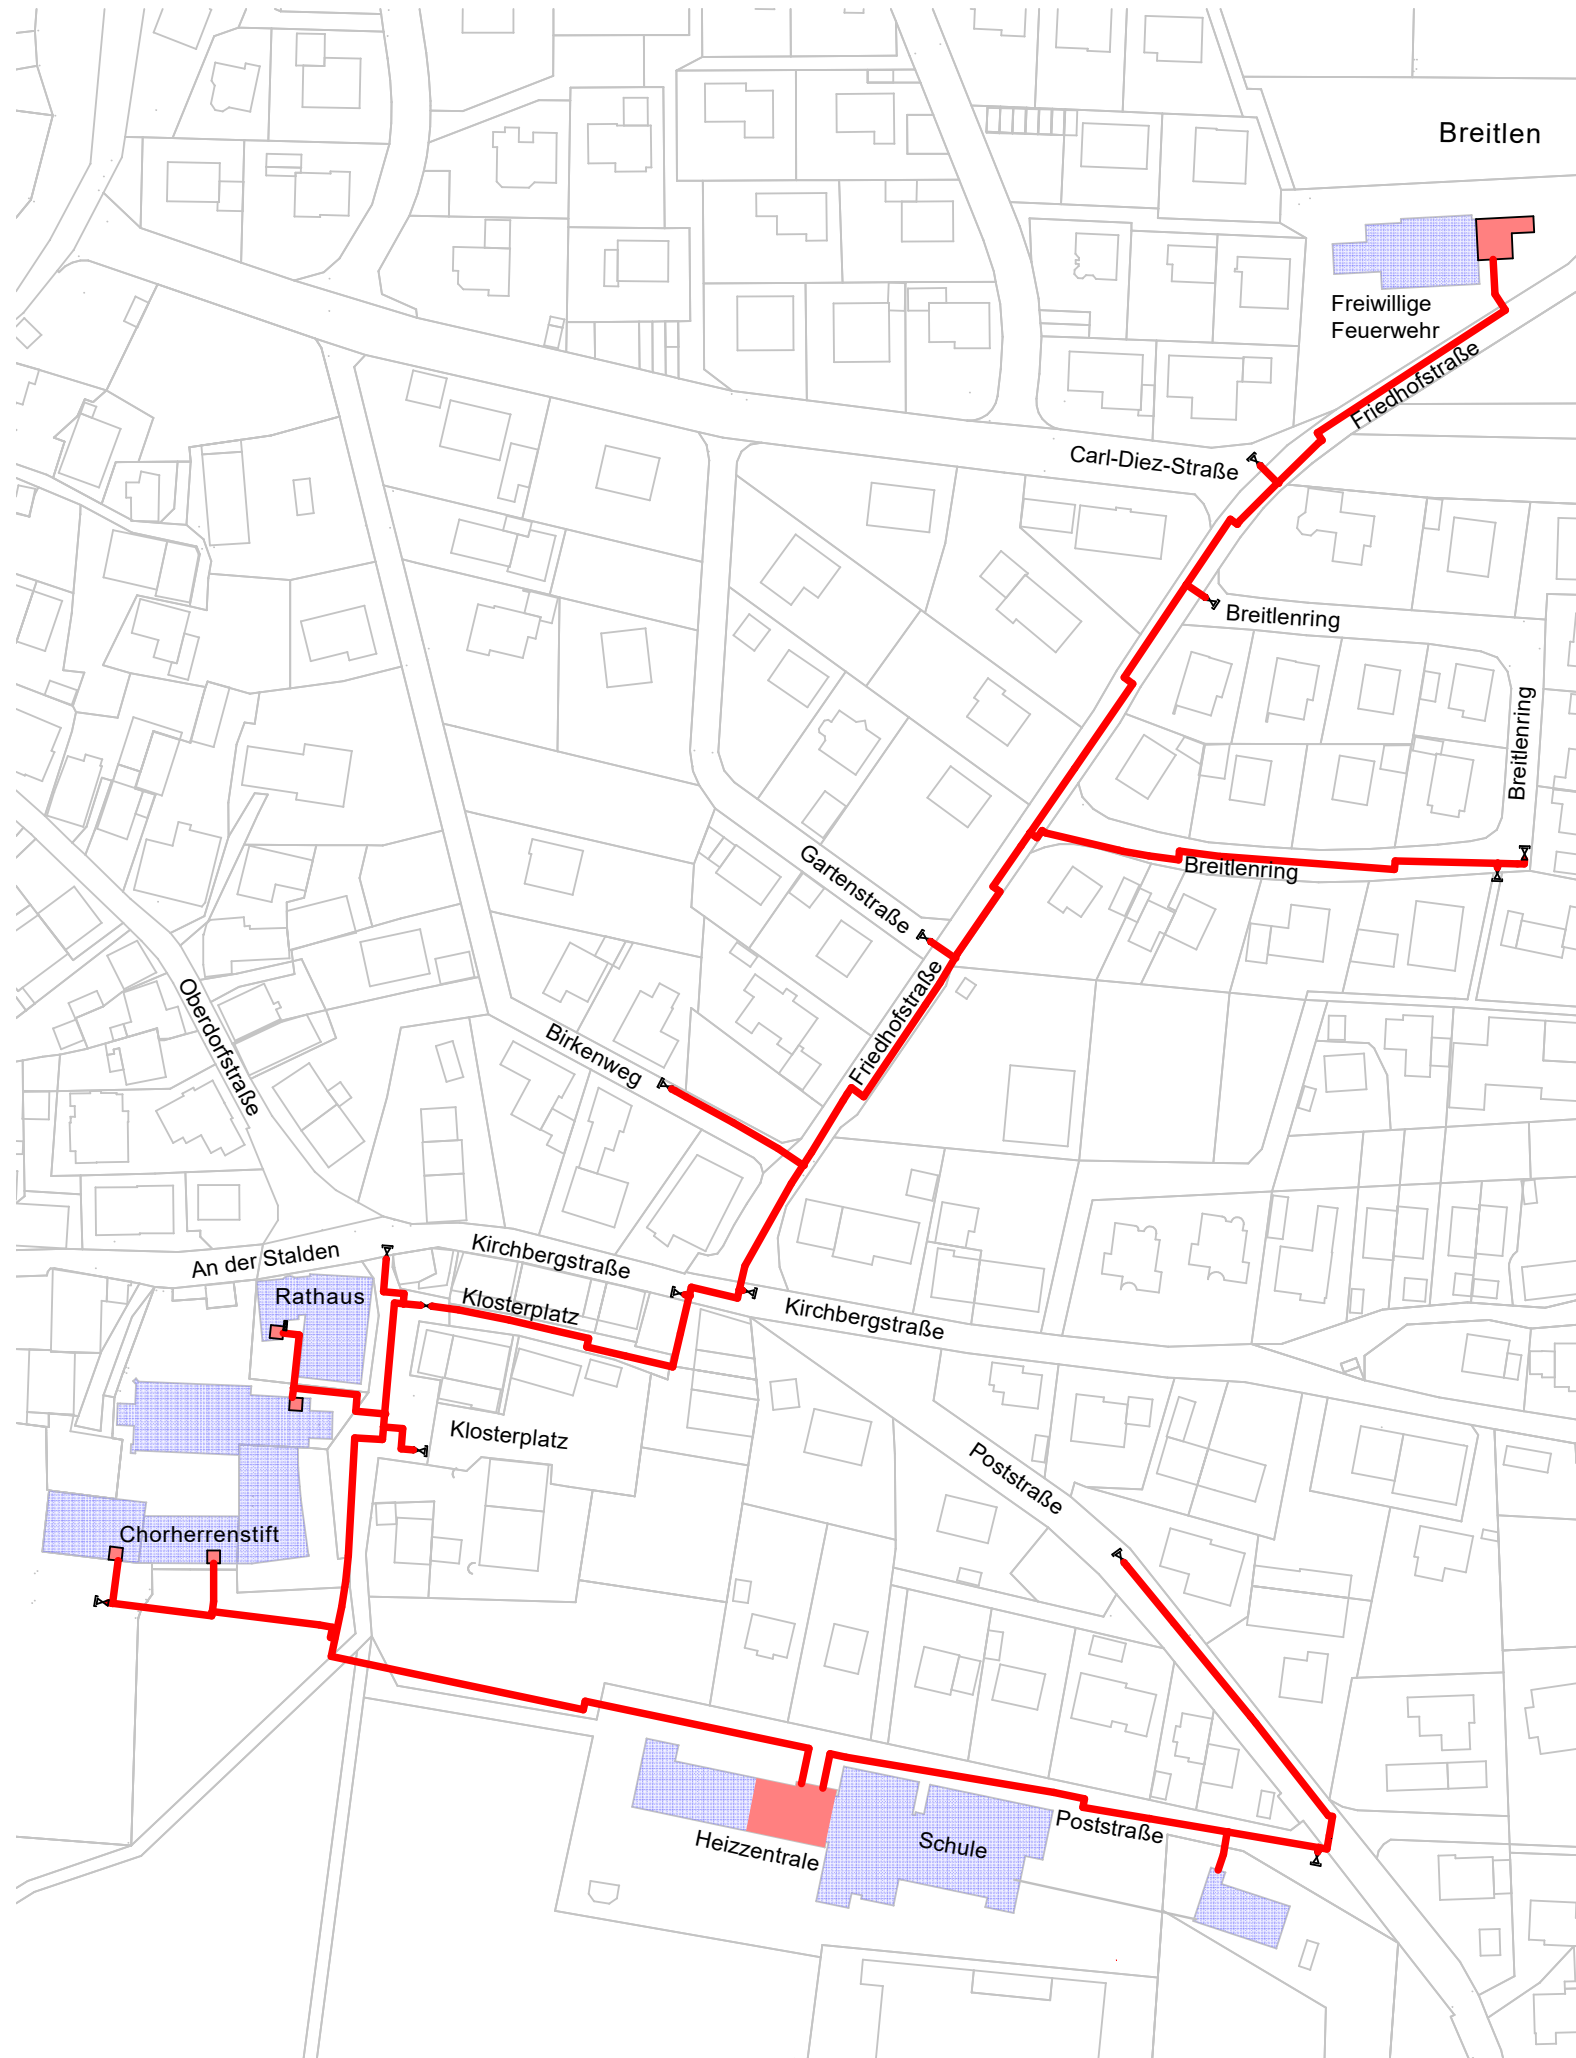 Breitlen
Freiwillige
Feuerwehr
Friedhofstraße
Carl-Diez-Straße
Breitlenring
Breitlenring
Breitlenring
Gartenstraße
Friedhofstraße
Oberdorfstraße
Birkenweg
An der Stalden
Kirchbergstraße
Rathaus
Klosterplatz
Kirchbergstraße
Klosterplatz
Poststraße
Chorherrenstift
Poststraße
Heizzentrale
Schule